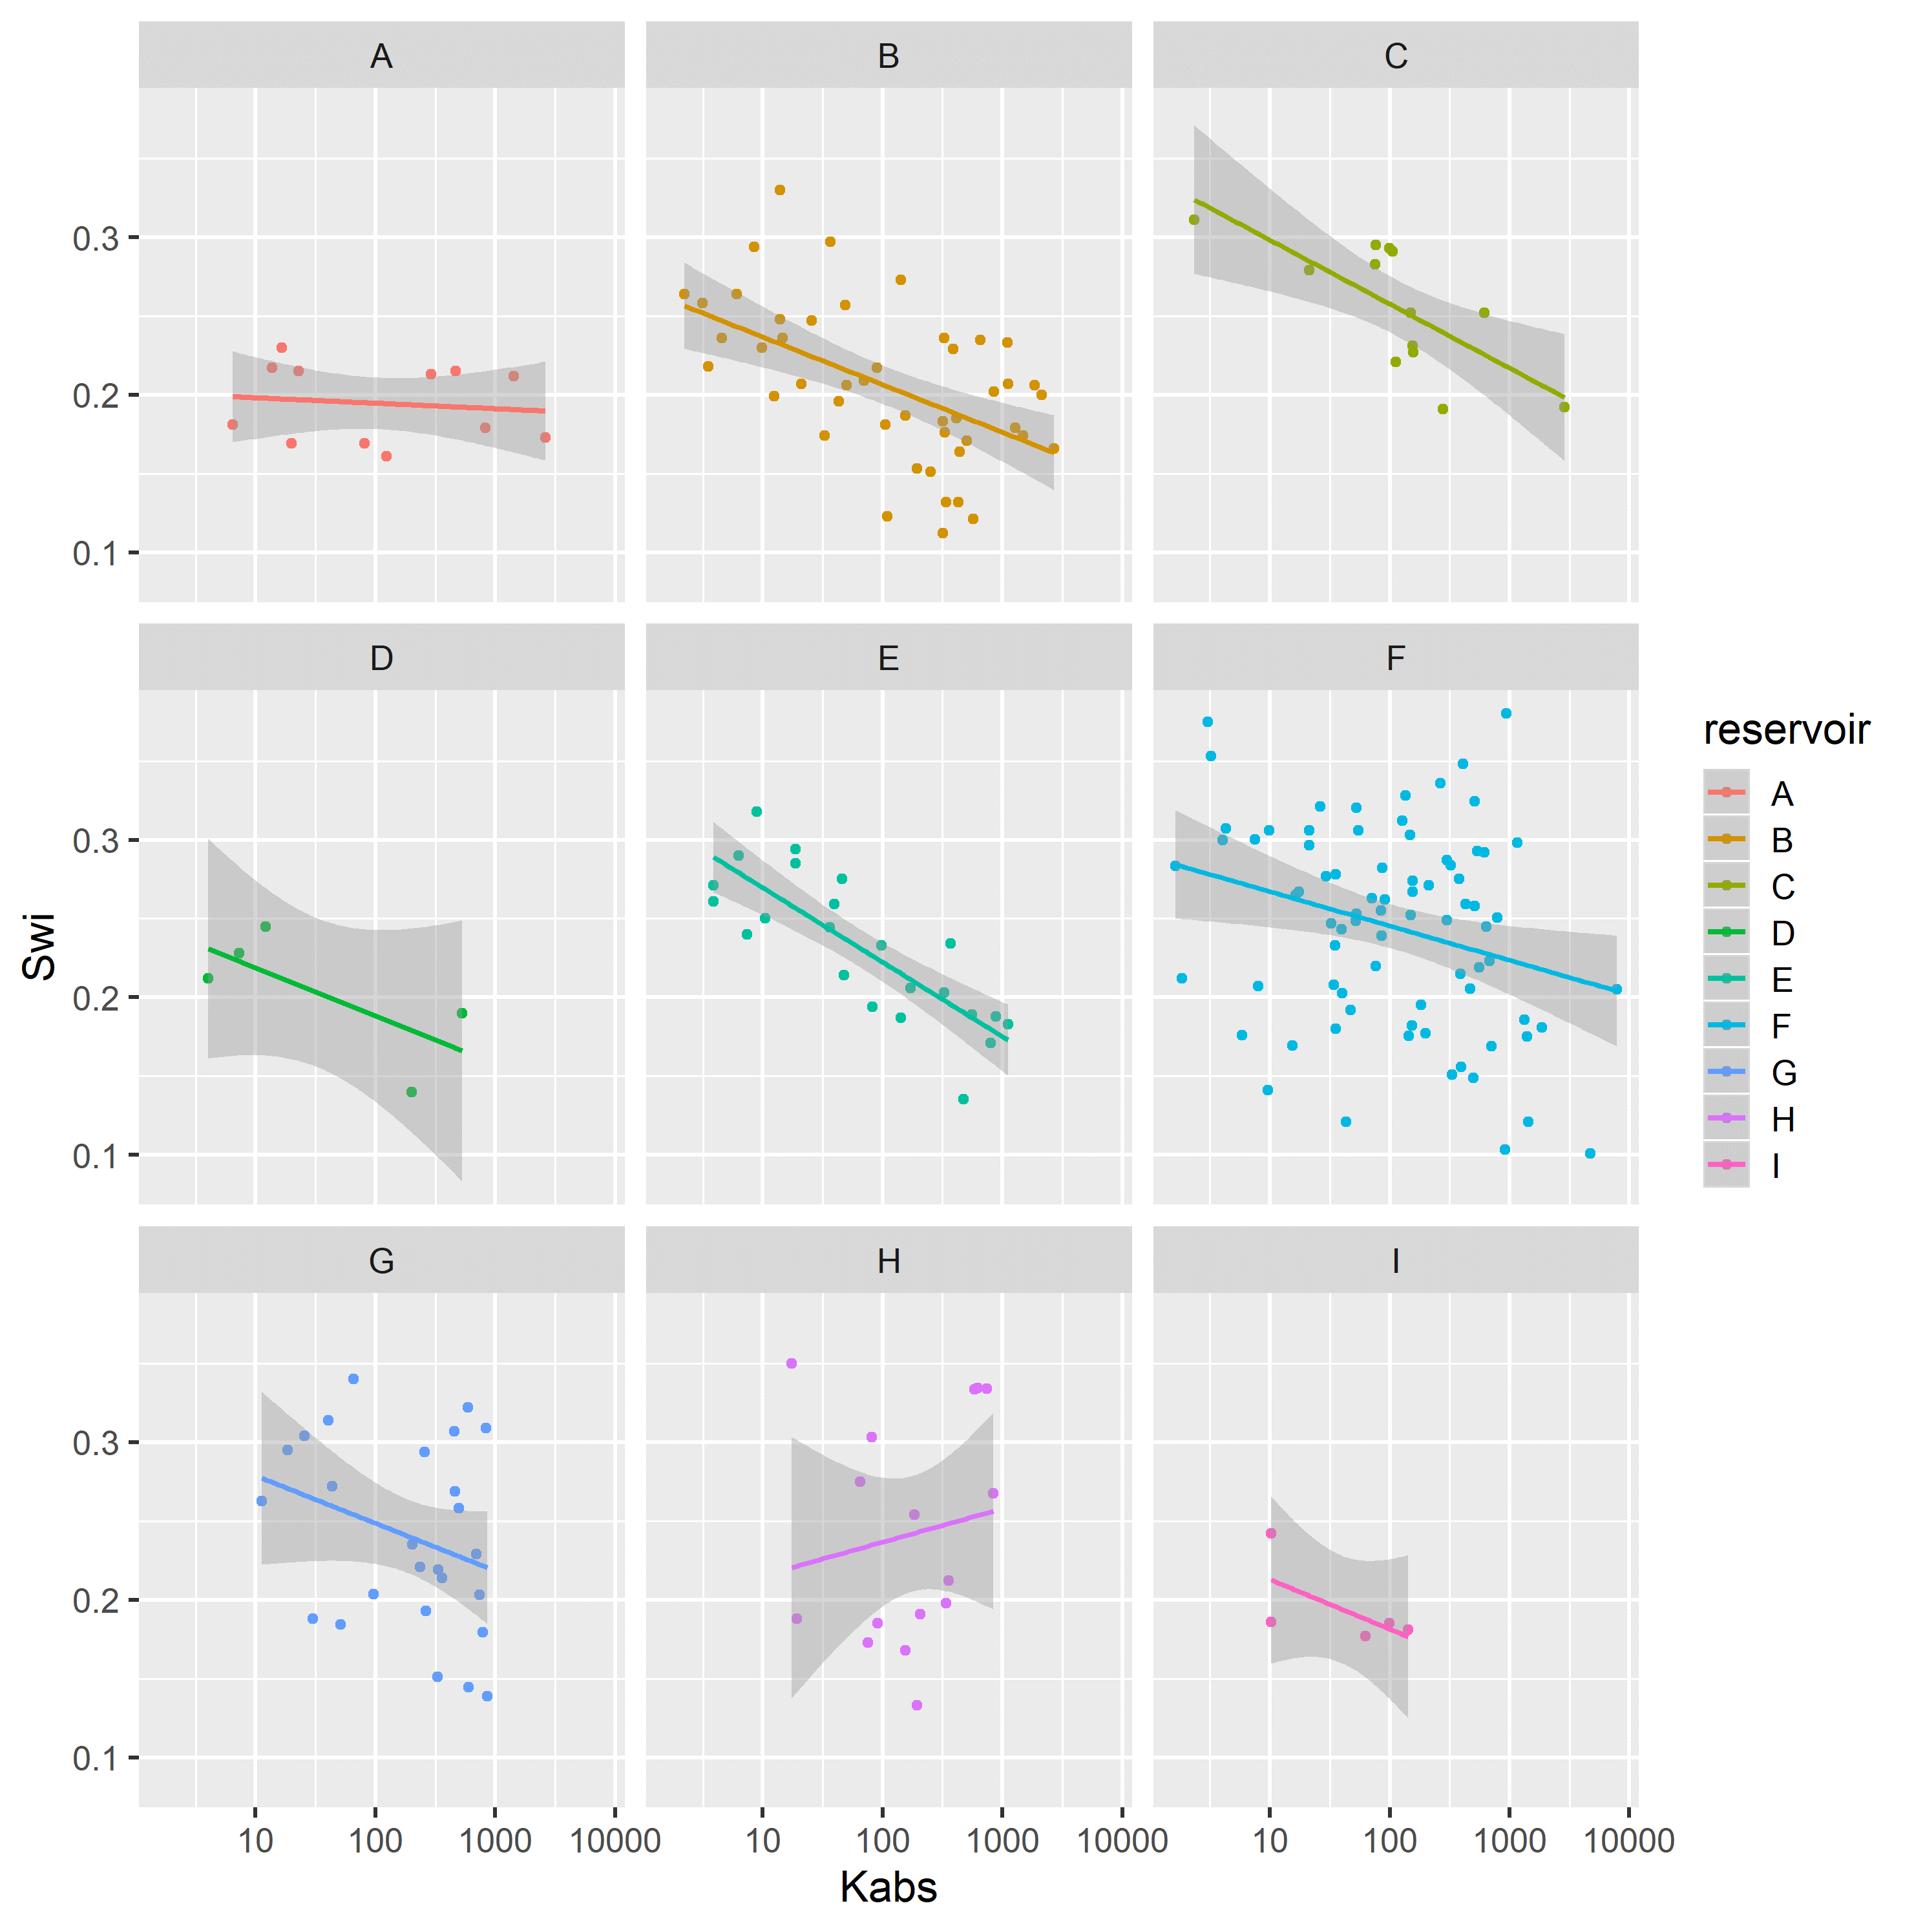 A B C
0.3
0.2
0.1
D E F
0.3
0.2
0.1
G H I
0.3
0.2
0.1
10 100 1000 10000 10 100 1000 10000 10 100 1000 10000
Kabs
Swi
reservoir
A
B
C
D
E
F
G
H
I